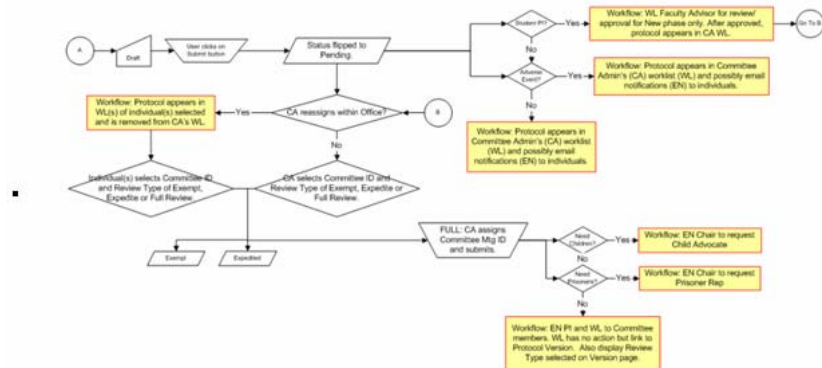 A
Draft
User clicks on
Submit button
Status flipped to
Pending.
Student PI?
Yes
Workflow: WL Faculty Advisor for review/
approval for New phase only. After approved,
protocol appears in CA WL.
Go To B
No
Adverse
Event?
Yes
Workflow: Protocol appears in Committee
Admin's (CA) worklist (WL) and possibly email
notifications (EN) to individuals.
No
Workflow: Protocol appears in
Committee Admin's (CA) worklist
(WL) and possibly email
notifications (EN) to individuals.
Workflow: Protocol appears in
WL(s) of individual(s) selected
and is removed from CA's WL.
Yes
CA reassigns within Office?
B
No
Individual(s) selects Committee ID
and Review Type of Exempt,
Expedite or Full Review.
CA selects Committee ID and
Review Type of Exempt, Expedite or
Full Review.
Exempt
Expedited
FULL: CA assigns
Committee Mtg ID
and submits.
Need
Children?
Yes
Workflow: EN Chair to request
Child Advocate
No
Need
Prisoners?
Yes
Workflow: EN Chair to request
Prisoner Rep
No
Workflow: EN PI and WL to Committee
members. WL has no action but link to
Protocol Version. Also display Review
Type selected on Version page.